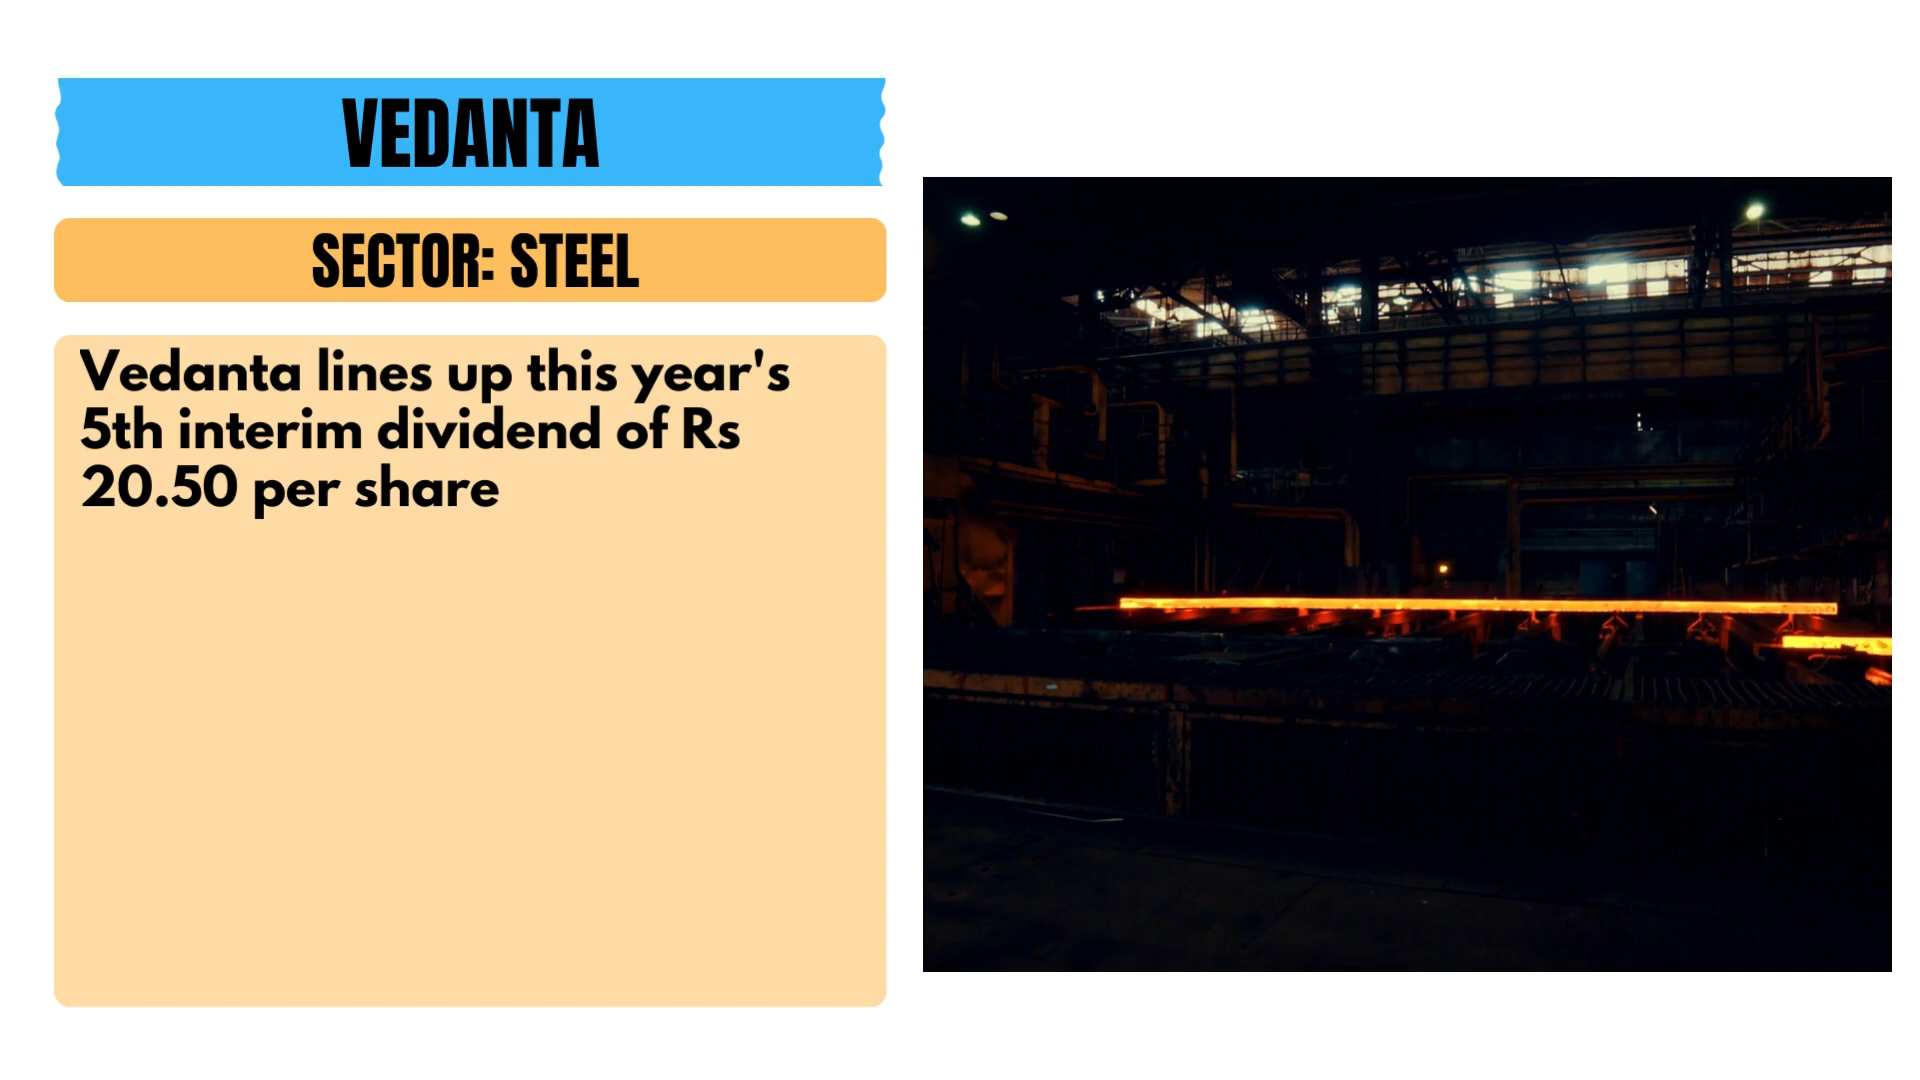 VEDANTA
SECTOR: STEEL
Vedanta lines up this year's
5th interim dividend of Rs
20.50 per share